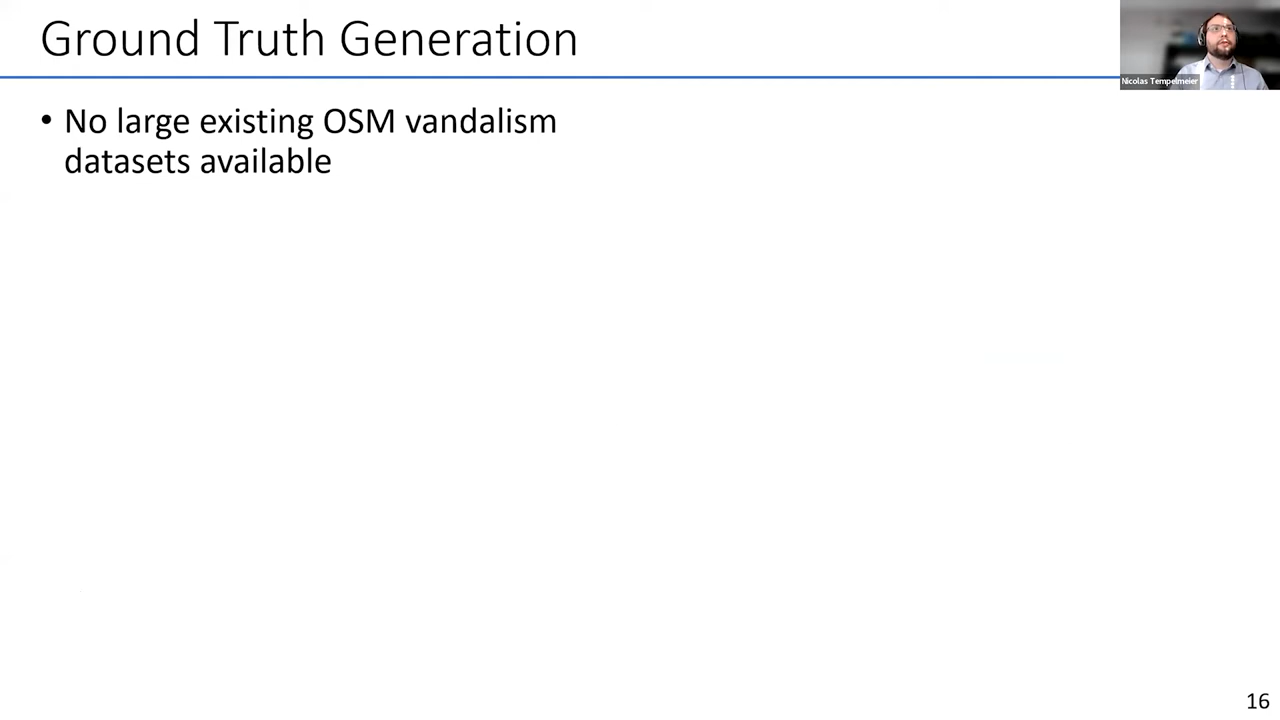 Ground Truth Generation
Nicolas Tempelmeier
• No large existing OSM vandalism
datasets available
16